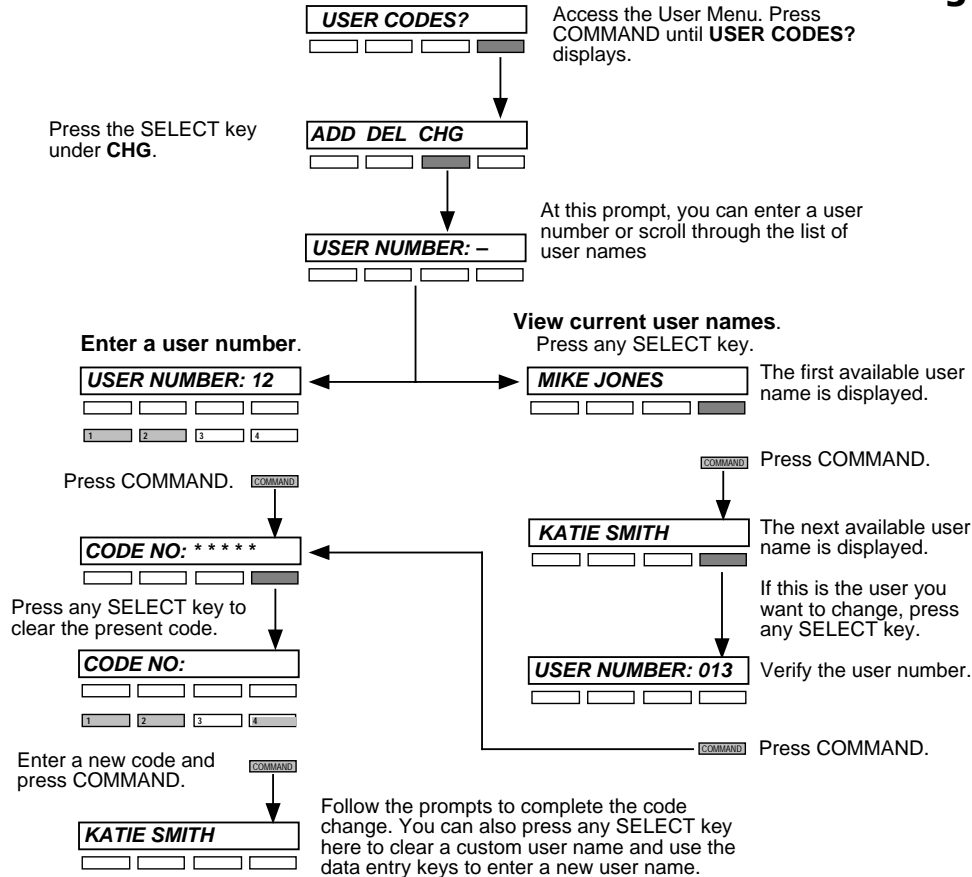 USER CODES?
Access the User Menu. Press
COMMAND until USER CODES?
displays.
Press the SELECT key
under CHG.
ADD DEL CHG
At this prompt, you can enter a user
number or scroll through the list of
user names
USER NUMBER: –
Enter a user number.
USER NUMBER: 12
1 2 3 4
Press COMMAND. COMMAND
CODE NO: * * * * *
Press any SELECT key to
clear the present code.
CODE NO:
1 2 3 4
Enter a new code and
press COMMAND.
COMMAND
KATIE SMITH
Follow the prompts to complete the code
change. You can also press any SELECT key
here to clear a custom user name and use the
data entry keys to enter a new user name.
View current user names.
Press any SELECT key.
MIKE JONES
The first available user
name is displayed.
COMMAND Press COMMAND.
KATIE SMITH
The next available user
name is displayed.
If this is the user you
want to change, press
any SELECT key.
USER NUMBER: 013
Verify the user number.
COMMAND Press COMMAND.